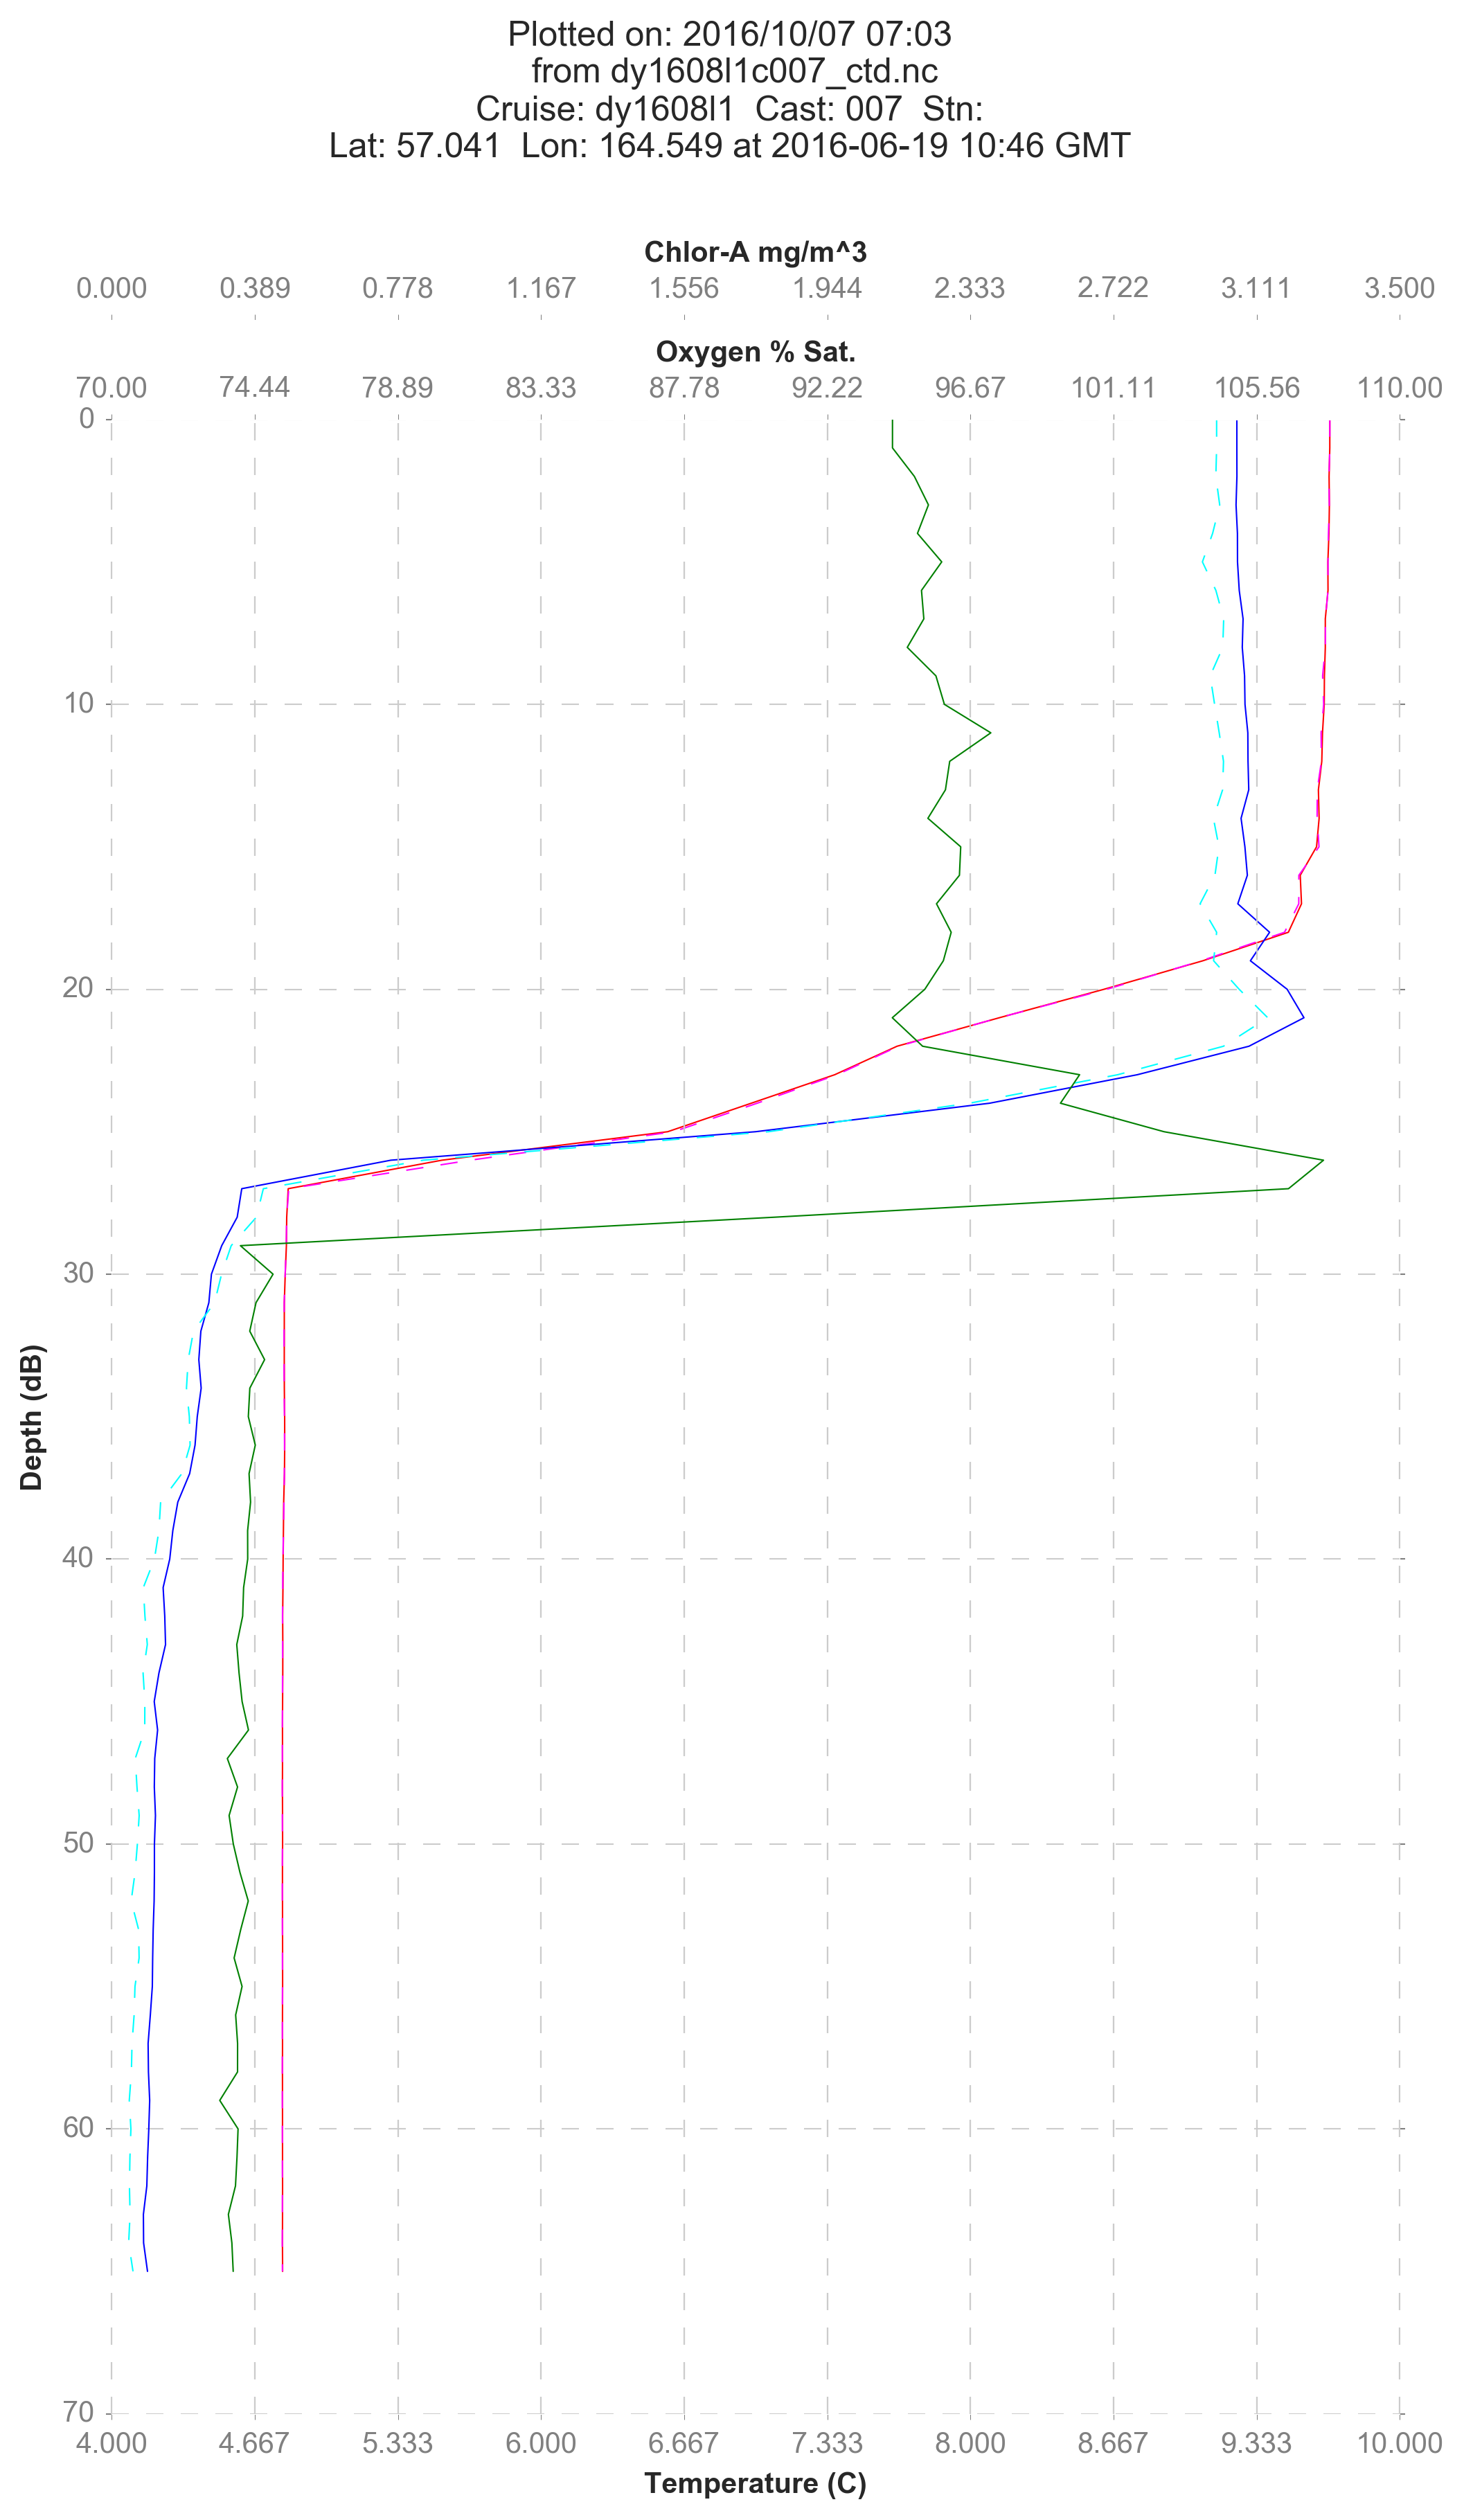 Plotted on: 2016/10/07 07:03
from dy1608l1c007_ctd.nc
Cruise: dy1608l1 Cast: 007 Stn:
Lat: 57.041 Lon: 164.549 at 2016-06-19 10:46 GMT
Chlor-A mg/m^3
0.000 0.389 0.778 1.167 1.556 1.944 2.333 2.722 3.111 3.500
Oxygen % Sat.
70.00 74.44 78.89 83.33 87.78 92.22 96.67 101.11 105.56 110.00
0
10
20
30
Depth (dB)
40
50
60
70
4.000 4.667 5.333 6.000 6.667 7.333 8.000 8.667 9.333 10.000
Temperature (C)